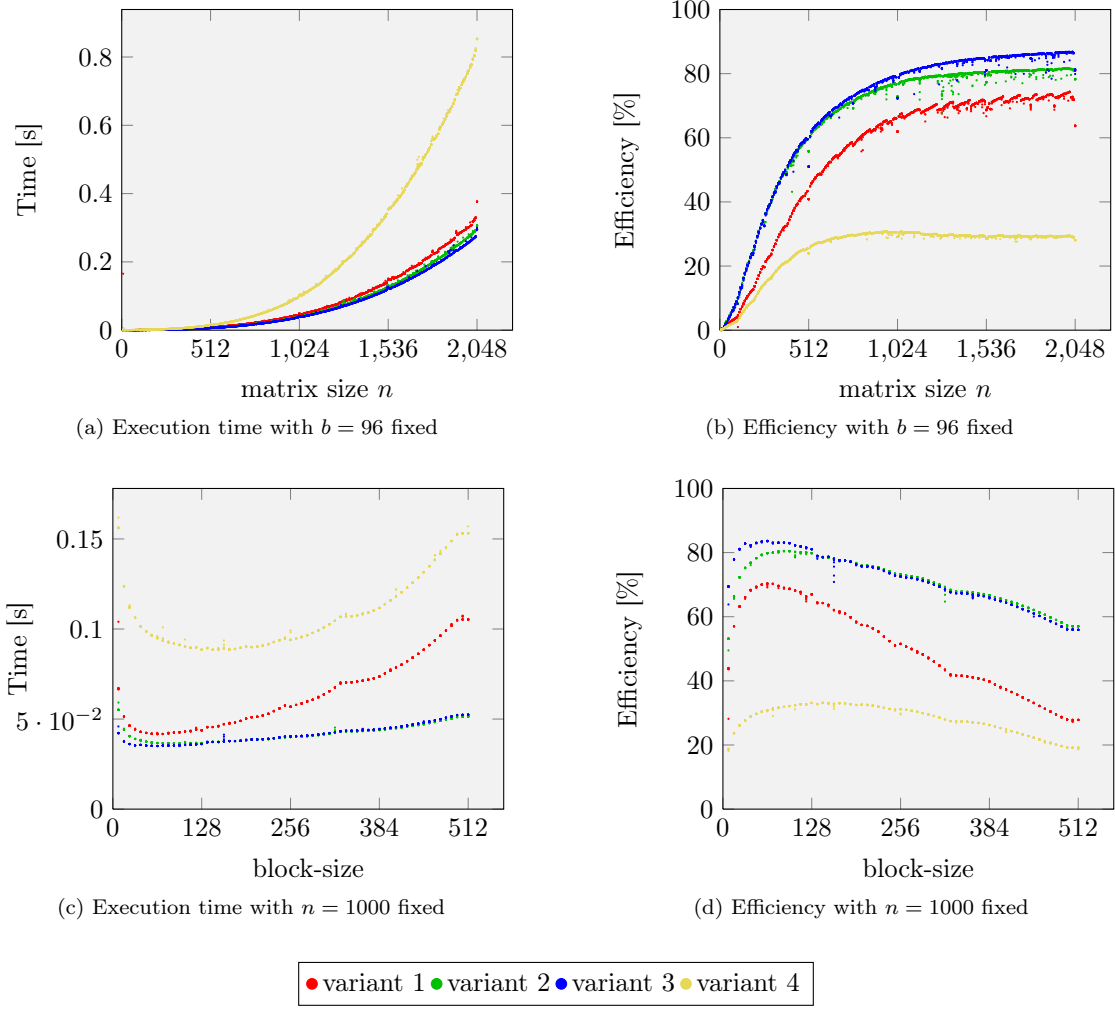 0.8
0.6
0.4
0.2
0
Time [s]
0
512
1,024
1,536
2,048
matrix size n
(a) Execution time with b = 96 fixed
100
80
60
40
20
0
Efficiency [%]
0
512
1,024
1,536
2,048
matrix size n
(b) Efficiency with b = 96 fixed
0.15
0.1
5 · 10⁻²
0
Time [s]
0
128
256
384
512
block-size
(c) Execution time with n = 1000 fixed
100
80
60
40
20
0
Efficiency [%]
0
128
256
384
512
block-size
(d) Efficiency with n = 1000 fixed
variant 1 variant 2 variant 3 variant 4